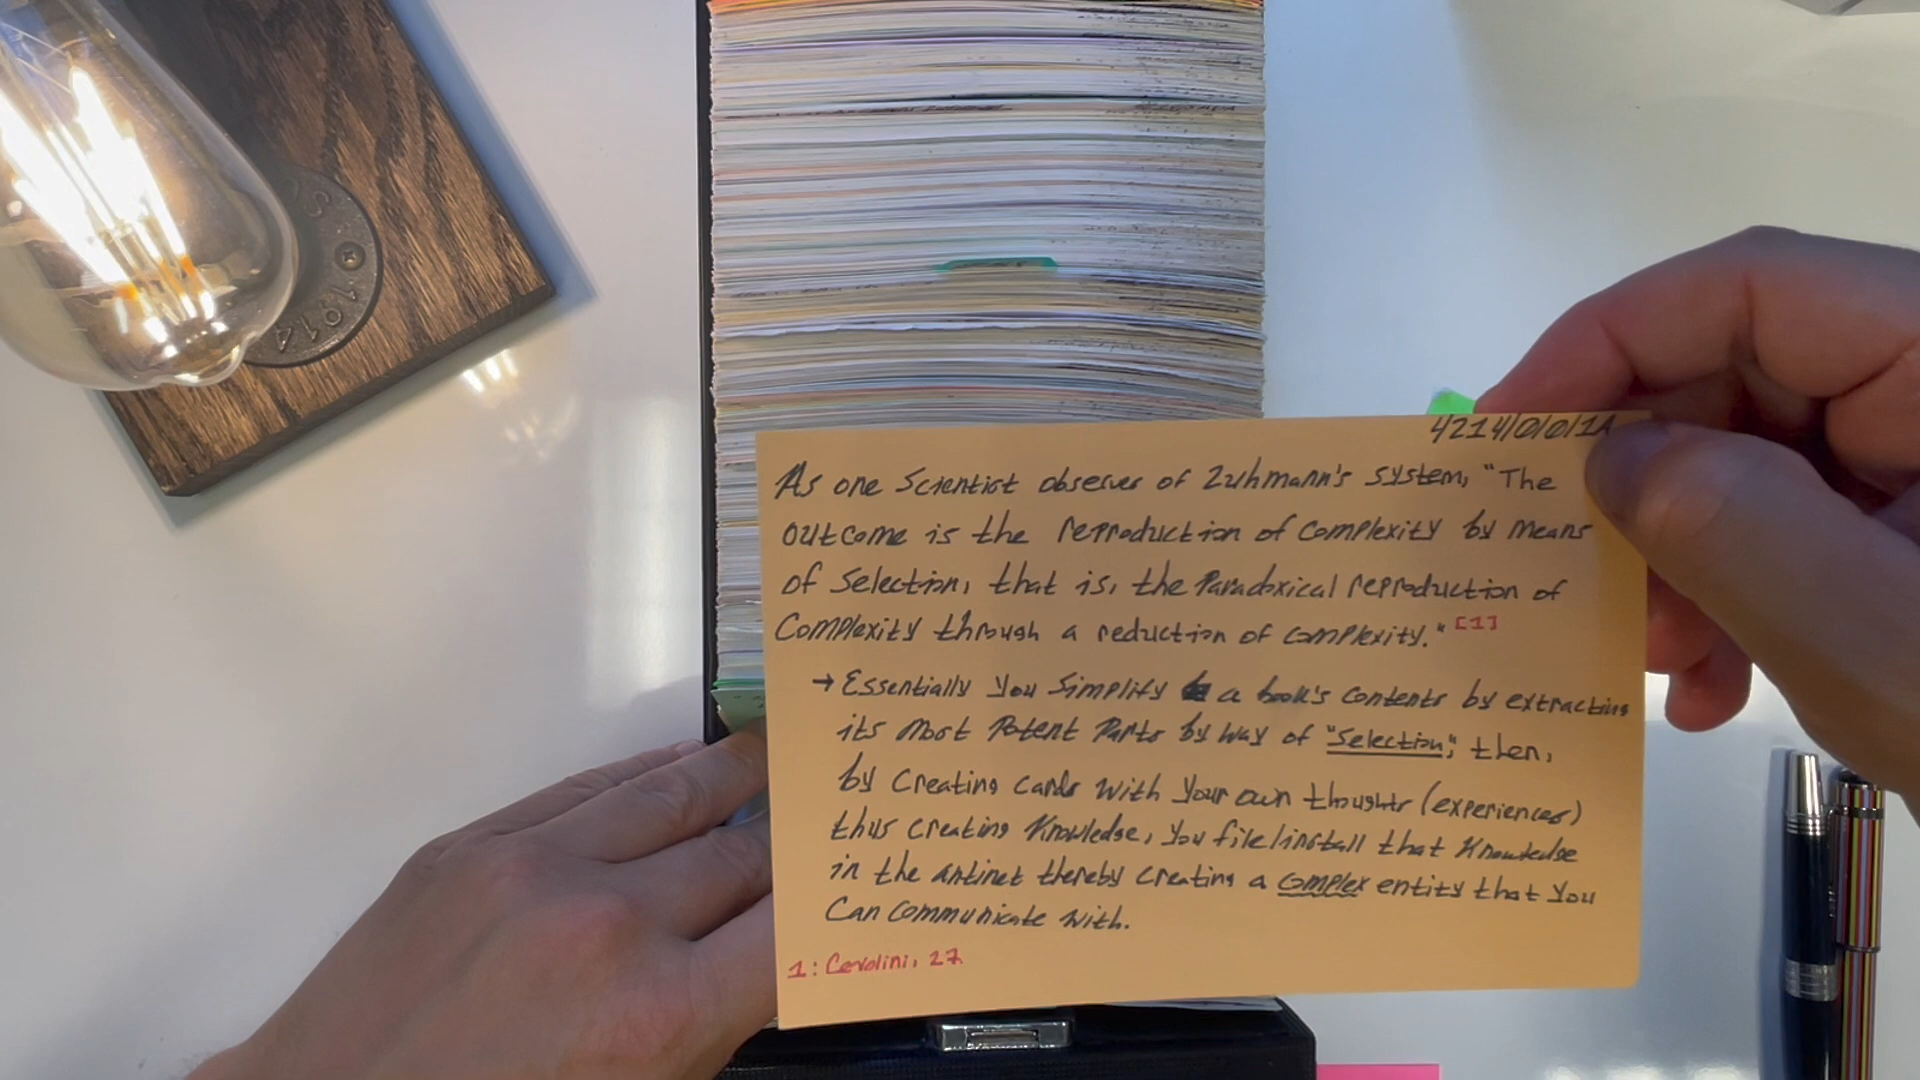 4214/0/0/1A
As one Scientist observes of Luhmann's system, "The
outcome is the reproduction of complexity by means
of selection, that is, the paradoxical reproduction of
complexity through a reduction of complexity." [1]
→ Essentially you simplify a book's contents by extracting
its most potent parts by way of "selection," then,
by creating cards with your own thoughts (experiences)
thus creating knowledge, you file/install that knowledge
in the antinet thereby creating a complex entity that you
can communicate with.
1: Cevolini, 27
1914